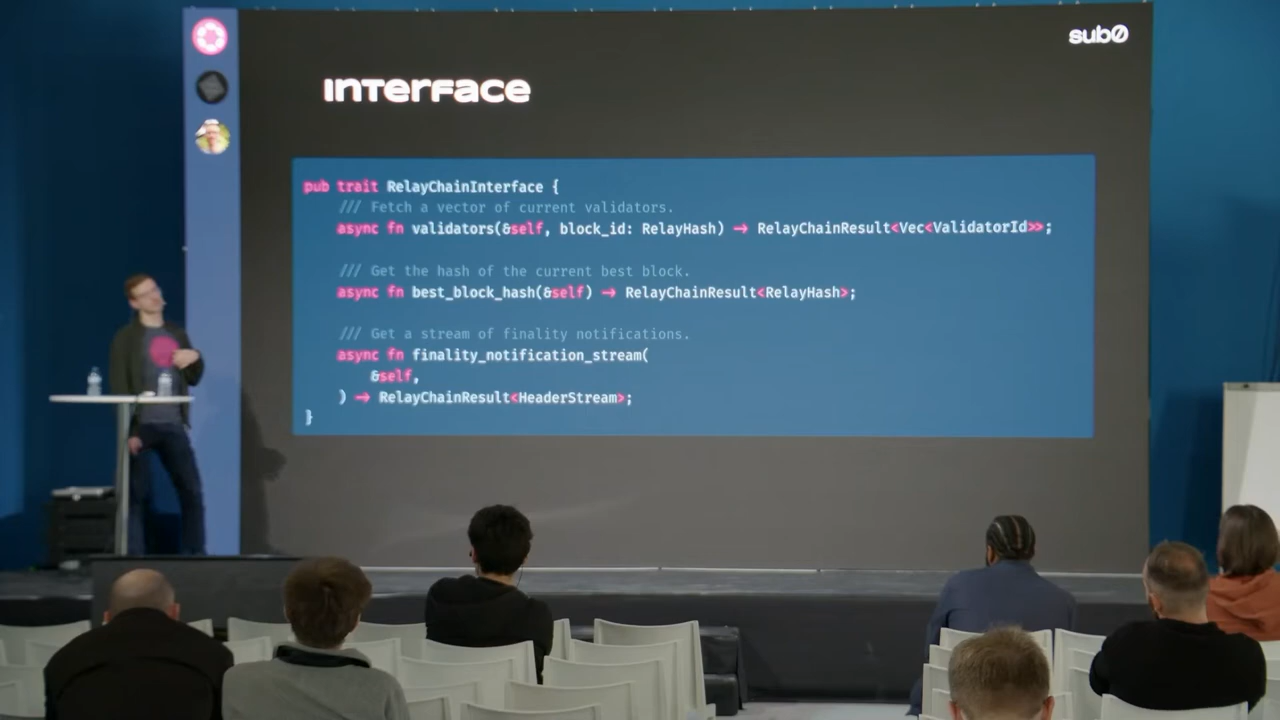 sub0
Interface
pub trait RelayChainInterface {
/// Fetch a vector of current validators.
async fn validators(&self, block_id: RelayHash) → RelayChainResult<Vec<ValidatorId>>;
/// Get the hash of the current best block.
async fn best_block_hash(&self) → RelayChainResult<RelayHash>;
/// Get a stream of finality notifications.
async fn finality_notification_stream(
&self,
) → RelayChainResult<HeaderStream>;
}